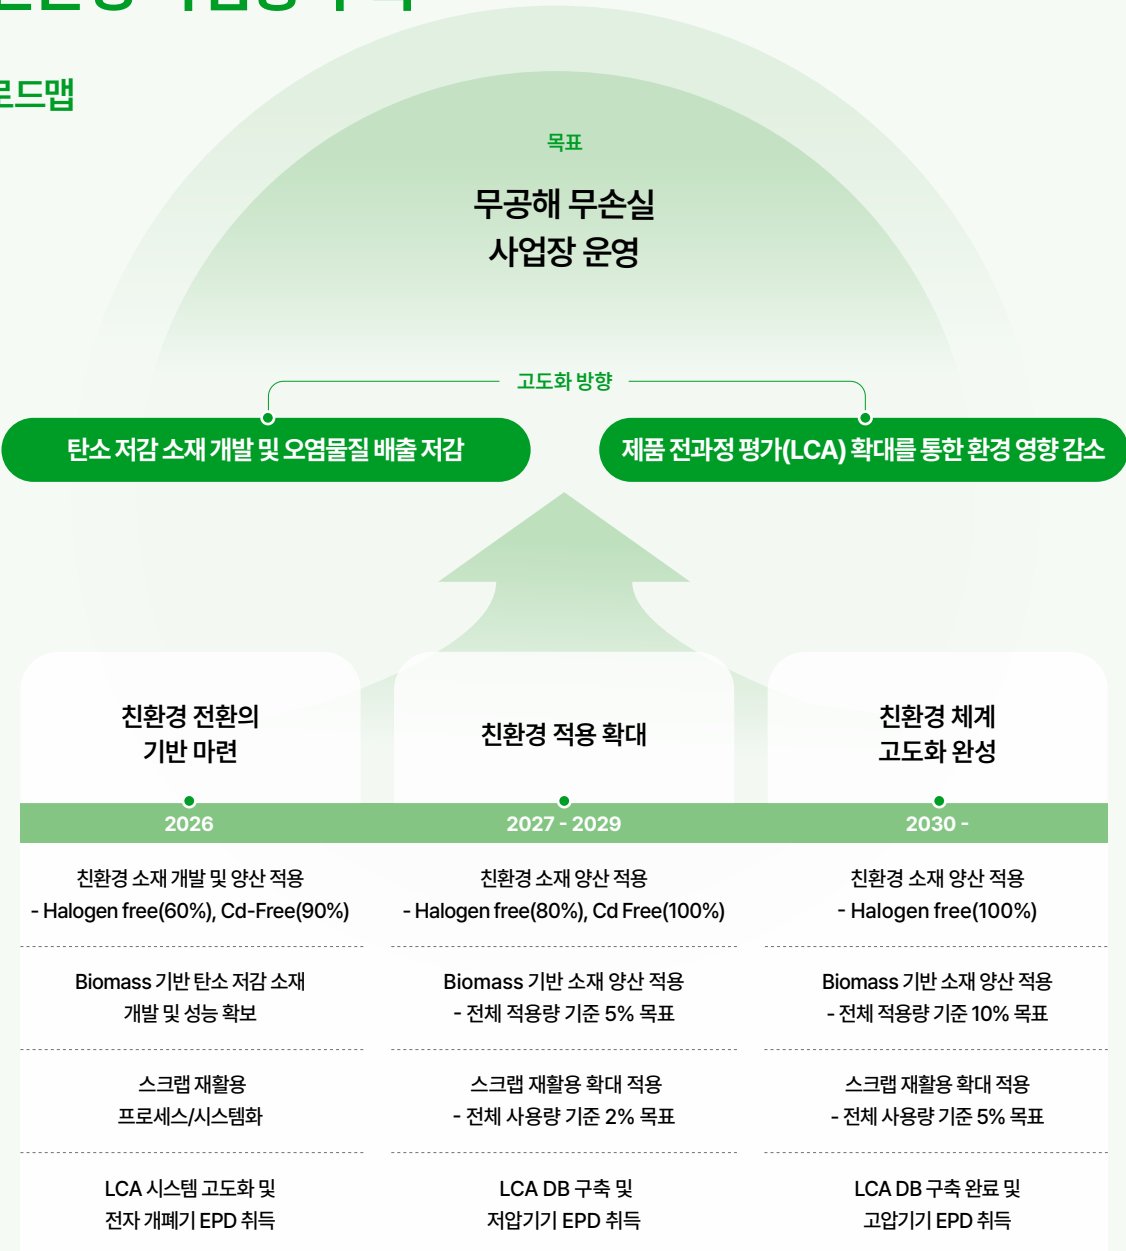 로드맵
목표
무공해 무손실
사업장 운영
고도화 방향
탄소 저감 소재 개발 및 오염물질 배출 저감
제품 전과정 평가(LCA) 확대를 통한 환경 영향 감소
친환경 전환의
기반 마련
친환경 적용 확대
친환경 체계
고도화 완성
2026
2027 - 2029
2030 -
친환경 소재 개발 및 양산 적용
- Halogen free(60%), Cd-Free(90%)
친환경 소재 양산 적용
- Halogen free(80%), Cd Free(100%)
친환경 소재 양산 적용
- Halogen free(100%)
Biomass 기반 탄소 저감 소재
개발 및 성능 확보
Biomass 기반 소재 양산 적용
- 전체 적용량 기준 5% 목표
Biomass 기반 소재 양산 적용
- 전체 적용량 기준 10% 목표
스크랩 재활용
프로세스/시스템화
스크랩 재활용 확대 적용
- 전체 사용량 기준 2% 목표
스크랩 재활용 확대 적용
- 전체 사용량 기준 5% 목표
LCA 시스템 고도화 및
전자 개폐기 EPD 취득
LCA DB 구축 및
저압기기 EPD 취득
LCA DB 구축 완료 및
고압기기 EPD 취득